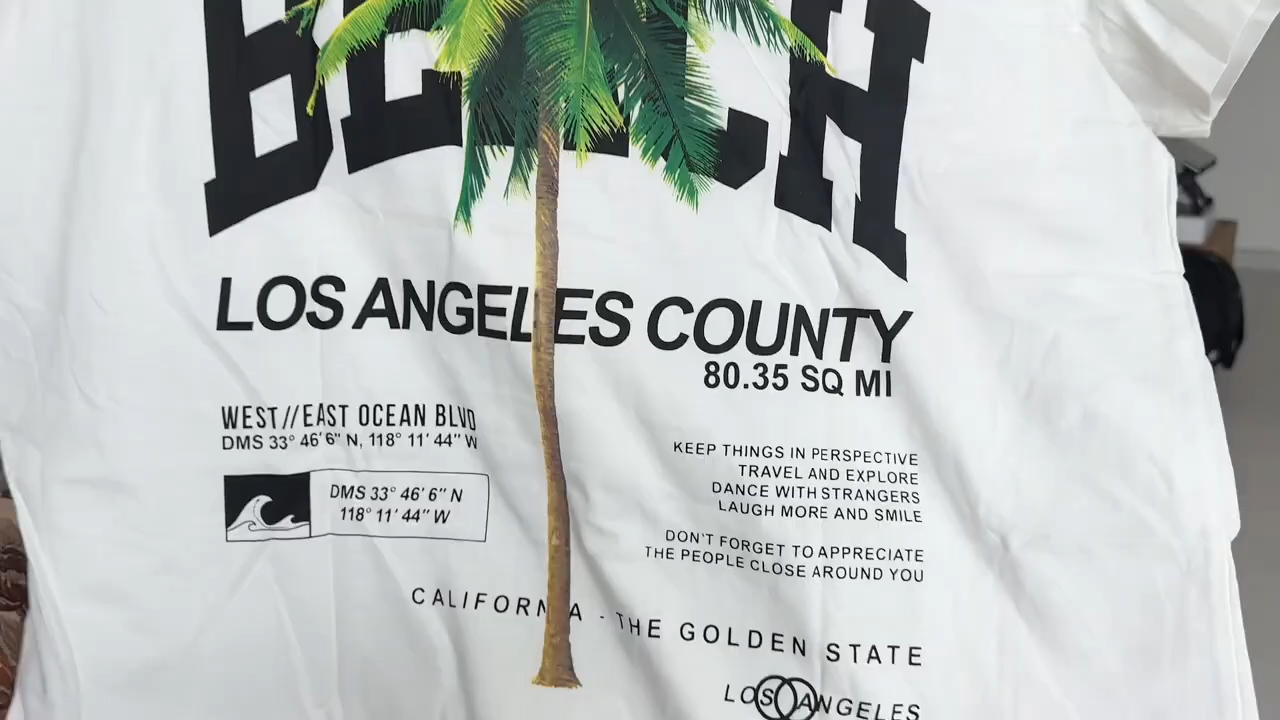 BEACH
LOS ANGELES COUNTY
80.35 SQ MI
WEST//EAST OCEAN BLVD
DMS 33° 46' 6" N, 118° 11' 44" W
DMS 33° 46' 6" N
118° 11' 44" W
KEEP THINGS IN PERSPECTIVE
TRAVEL AND EXPLORE
DANCE WITH STRANGERS
LAUGH MORE AND SMILE
DON'T FORGET TO APPRECIATE
THE PEOPLE CLOSE AROUND YOU
CALIFORNIA - THE GOLDEN STATE
LOS ANGELES